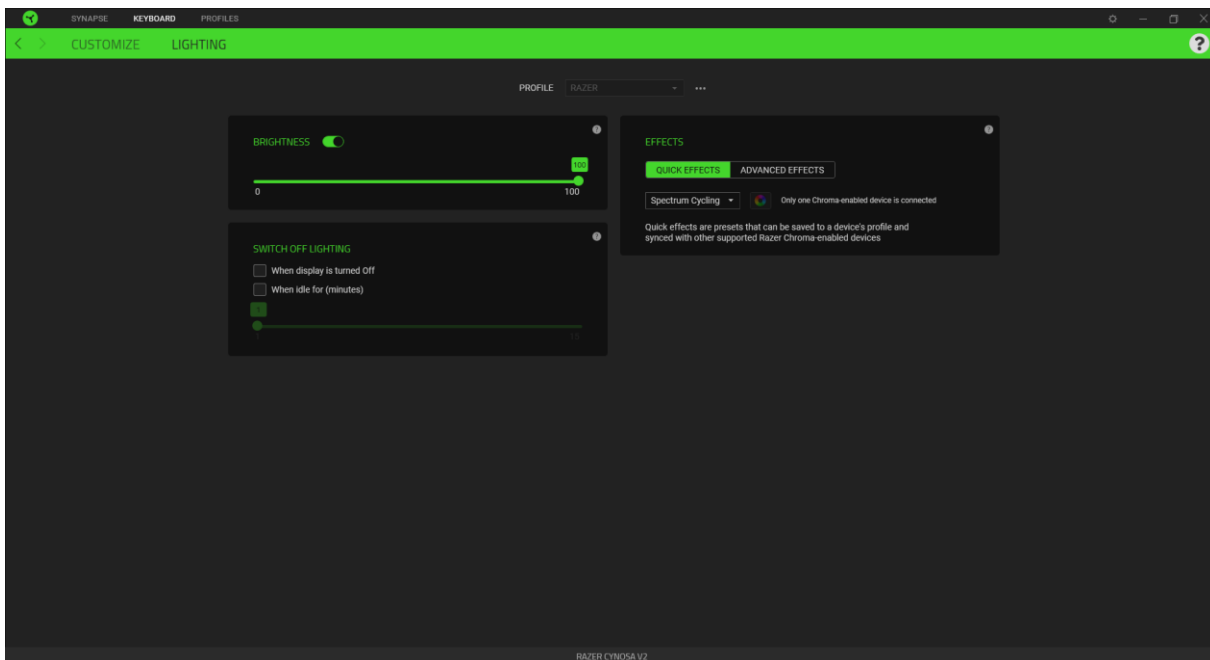 SYNAPSE KEYBOARD PROFILES
CUSTOMIZE LIGHTING
?
PROFILE RAZER
BRIGHTNESS
?
100
0 100
SWITCH OFF LIGHTING
?
When display is turned Off
When idle for (minutes)
1
1 15
EFFECTS
?
QUICK EFFECTS ADVANCED EFFECTS
Spectrum Cycling Only one Chroma-enabled device is connected
Quick effects are presets that can be saved to a device's profile and
synced with other supported Razer Chroma-enabled devices
RAZER CYNOSA V2